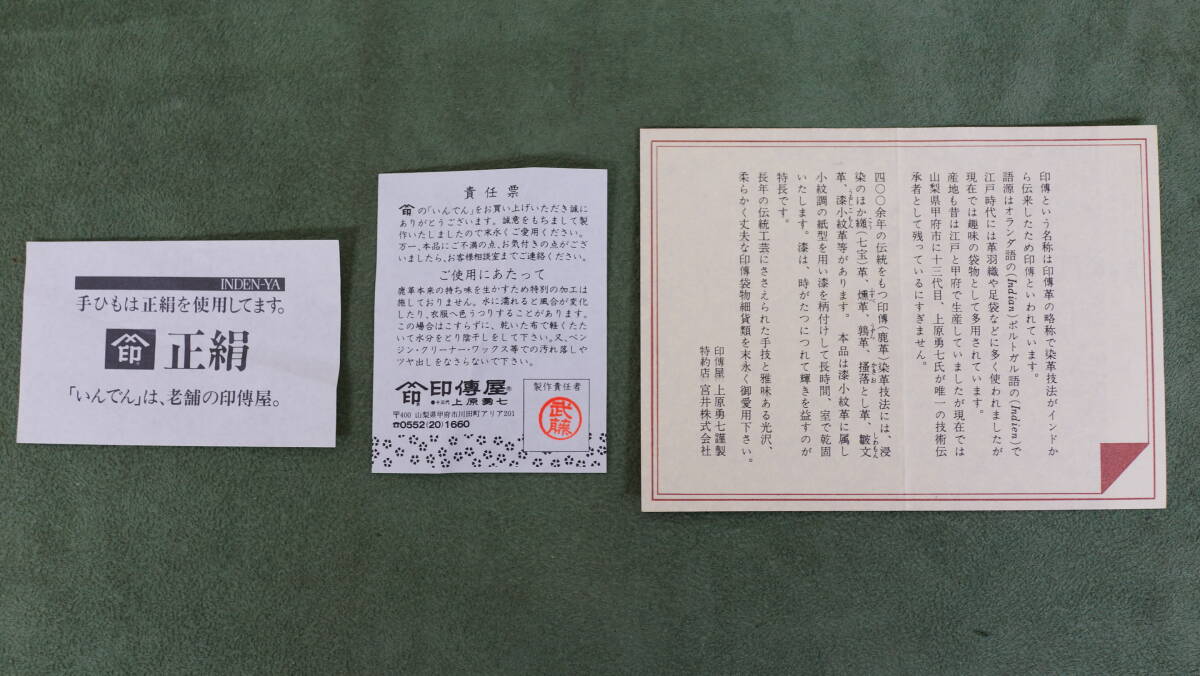 INDEN-YA
手ひもは正絹を使用してます。
印 正絹
「いんでん」は、老舗の印傳屋。
責任票
印の「いんでん」をお買い上げいただき誠に
ありがとうございます。誠意をもちまして製
作いたしましたので末永くご愛用ください。
万一、本品にご不満の点、お気付きの点がござ
いましたら、お客様相談室までご連絡ください。
ご使用にあたって
鹿革本来の持ち味を生かすため特別の加工は
施しておりません。水に濡れると風合が変化
したり、衣服へ色うつりすることがあります。
この場合はこすらずに、乾いた布で軽くたた
いて水分をとり陰干しをして下さい。又、ベン
ジン・クリーナー・ワックス等での汚れ落しや
ツヤ出しをなさらないで下さい。
印 印傳屋®
上原勇七
〒400 山梨県甲府市川田町アリア201
☎0552(20)1660
製作責任者
武藤
印傳という名称は印傳革の略称で染革技法がインドか
ら伝来したため印傳といわれています。
語源はオランダ語の(Indian)ポルトガル語の(Indien)で
江戸時代には革羽織や足袋などに多く使われましたが
現在では趣味の袋物として多用されています。
産地も昔は江戸と甲府で生産していましたが現在では
山梨県甲府市に十三代目、上原勇七氏が唯一の技術伝
承者として残っているにすぎません。
四〇〇余年の伝統をもつ印傳(鹿革)染革技法には、浸
染のほか纈(七宝)革、燻革、鶉革、掻落とし革、皺文
革、漆小紋革等があります。 本品は漆小紋革に属し
小紋調の紙型を用い漆を柄付けして長時間、室で乾固
いたします。漆は、時がたつにつれて輝きを益すのが
特長です。
長年の伝統工芸にささえられた手技と雅味ある光沢、
柔らかく丈夫な印傳袋物細貨類を末永く御愛用下さい。
印傳屋 上原勇七謹製
特約店 宮井株式会社